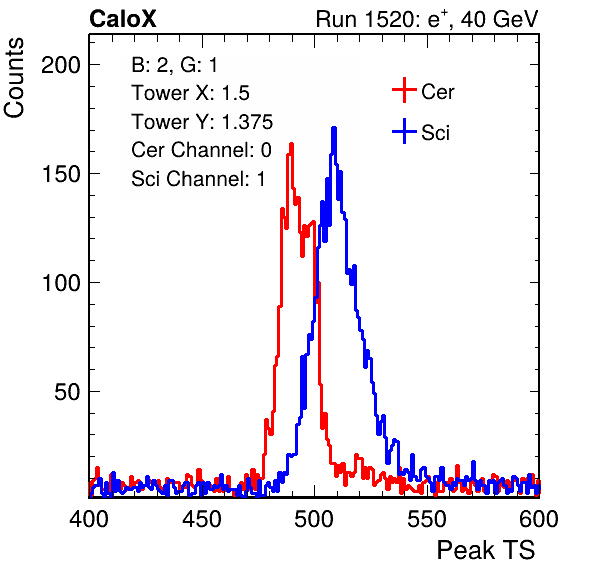 CaloX Run 1520: e⁺, 40 GeV
Counts
B: 2, G: 1
Tower X: 1.5
Tower Y: 1.375
Cer Channel: 0
Sci Channel: 1
Cer
Sci
200
150
100
50
400 450 500 550 600
Peak TS